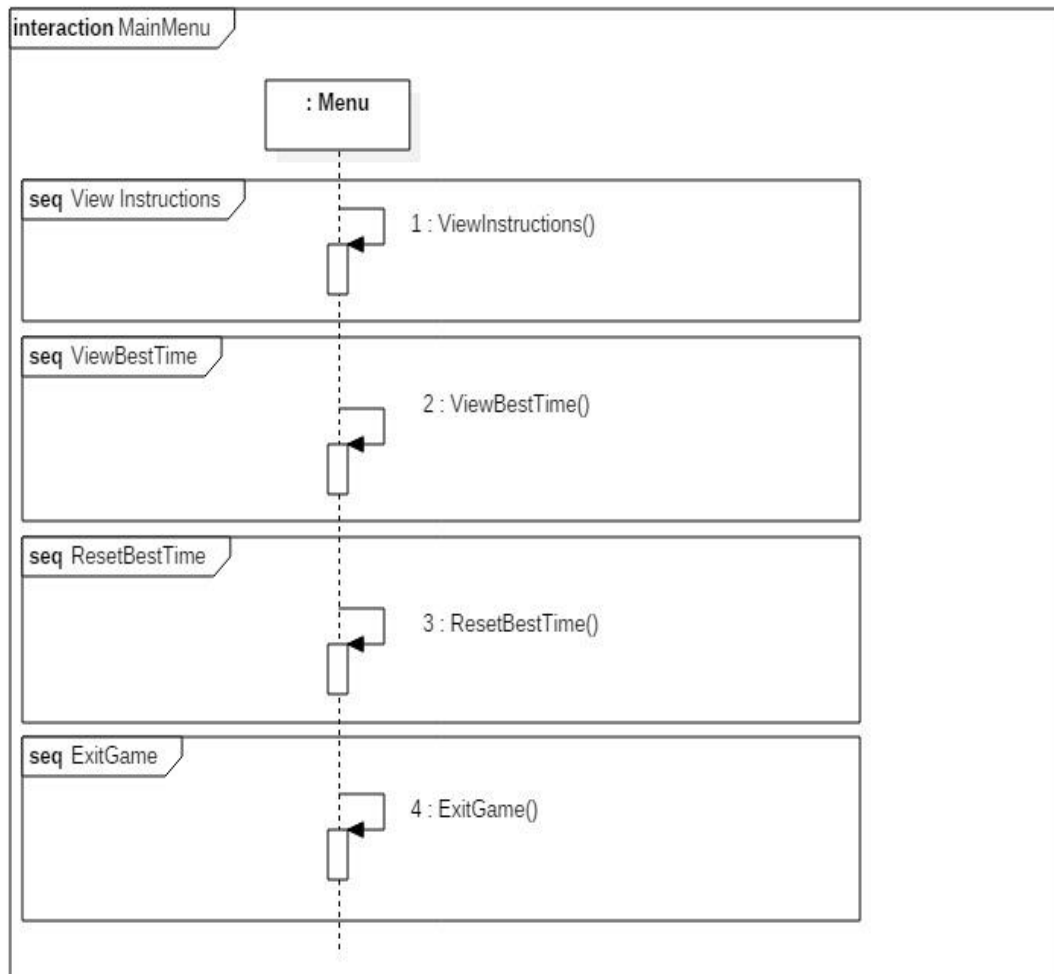 interaction MainMenu
: Menu
seq View Instructions
1 : ViewInstructions()
seq ViewBestTime
2 : ViewBestTime()
seq ResetBestTime
3 : ResetBestTime()
seq ExitGame
4 : ExitGame()